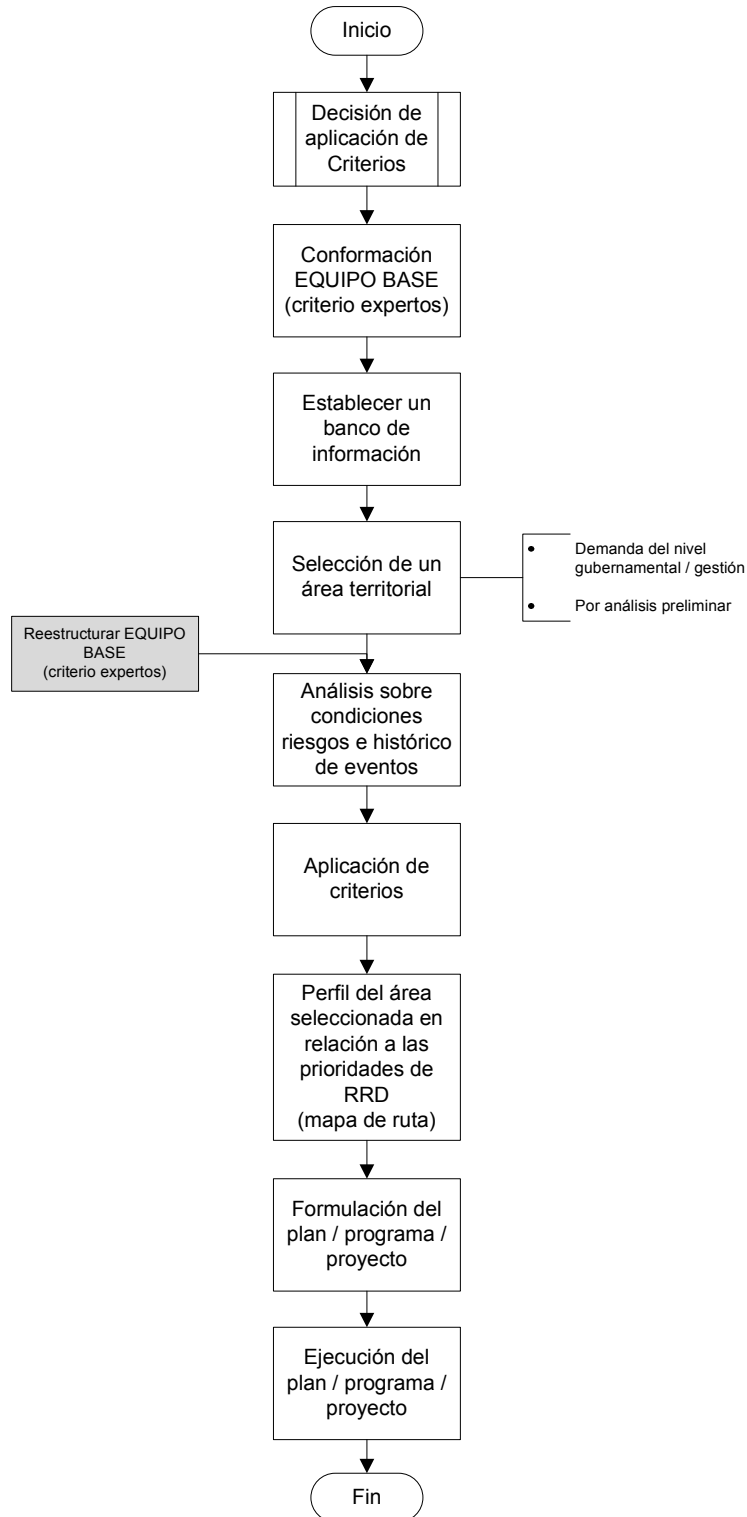 Inicio
Decisión de
aplicación de
Criterios
Conformación
EQUIPO BASE
(criterio expertos)
Establecer un
banco de
información
Selección de un
área territorial
• Demanda del nivel
gubernamental / gestión
• Por análisis preliminar
Reestructurar EQUIPO
BASE
(criterio expertos)
Análisis sobre
condiciones
riesgos e histórico
de eventos
Aplicación de
criterios
Perfil del área
seleccionada en
relación a las
prioridades de
RRD
(mapa de ruta)
Formulación del
plan / programa /
proyecto
Ejecución del
plan / programa /
proyecto
Fin